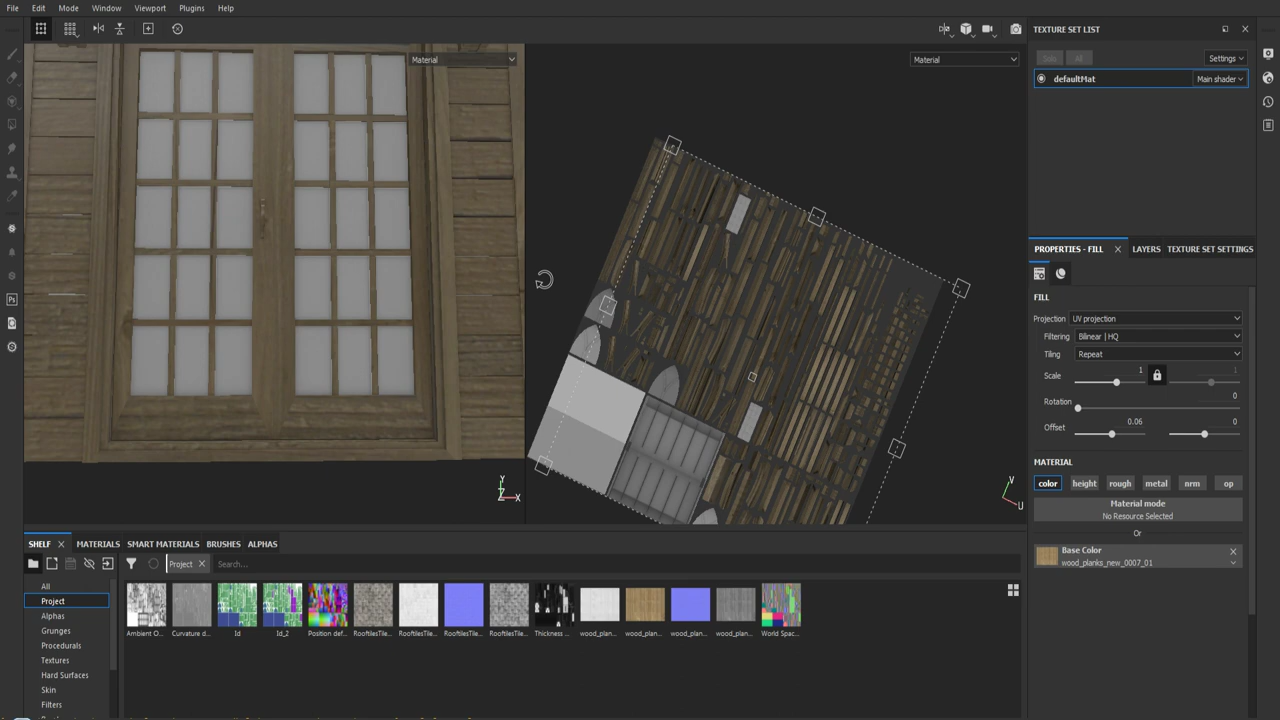 File Edit Mode Window Viewport Plugins Help
Material
Material
TEXTURE SET LIST
Solo All Settings
defaultMat Main shader
PROPERTIES - FILL LAYERS TEXTURE SET SETTINGS
FILL
Projection UV projection
Filtering Bilinear | HQ
Tiling Repeat
Scale 1 1
Rotation 0
Offset 0.06 0
MATERIAL
color height rough metal nrm op
Material mode
No Resource Selected
Or
Base Color
wood_planks_new_0007_01
Y
Z X
V
U
Ps
SHELF MATERIALS SMART MATERIALS BRUSHES ALPHAS
Project Search...
All
Project
Alphas
Grunges
Procedurals
Textures
Hard Surfaces
Skin
Filters
Ambient O... Curvature d... Id Id_2 Position def... RooftilesTile... RooftilesTile... RooftilesTile... RooftilesTile... Thickness ... wood_plan... wood_plan... wood_plan... wood_plan... World Spac...